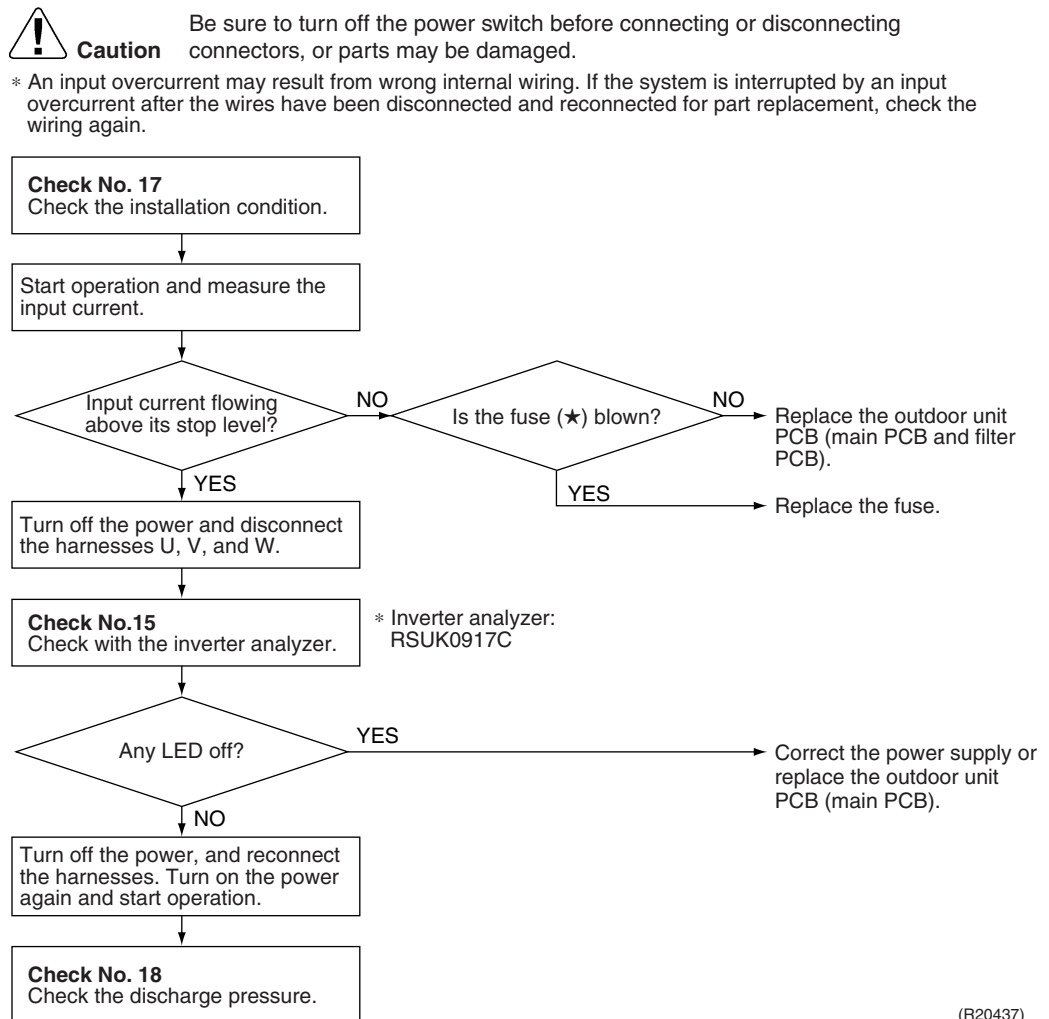 Be sure to turn off the power switch before connecting or disconnecting
Caution connectors, or parts may be damaged.
* An input overcurrent may result from wrong internal wiring. If the system is interrupted by an input
overcurrent after the wires have been disconnected and reconnected for part replacement, check the
wiring again.
Check No. 17
Check the installation condition.
Start operation and measure the
input current.
Input current flowing
above its stop level?
NO
Is the fuse (★) blown?
NO
Replace the outdoor unit
PCB (main PCB and filter
PCB).
YES
Replace the fuse.
YES
Turn off the power and disconnect
the harnesses U, V, and W.
Check No.15
Check with the inverter analyzer.
* Inverter analyzer:
RSUK0917C
Any LED off?
YES
Correct the power supply or
replace the outdoor unit
PCB (main PCB).
NO
Turn off the power, and reconnect
the harnesses. Turn on the power
again and start operation.
Check No. 18
Check the discharge pressure.
(R20437)